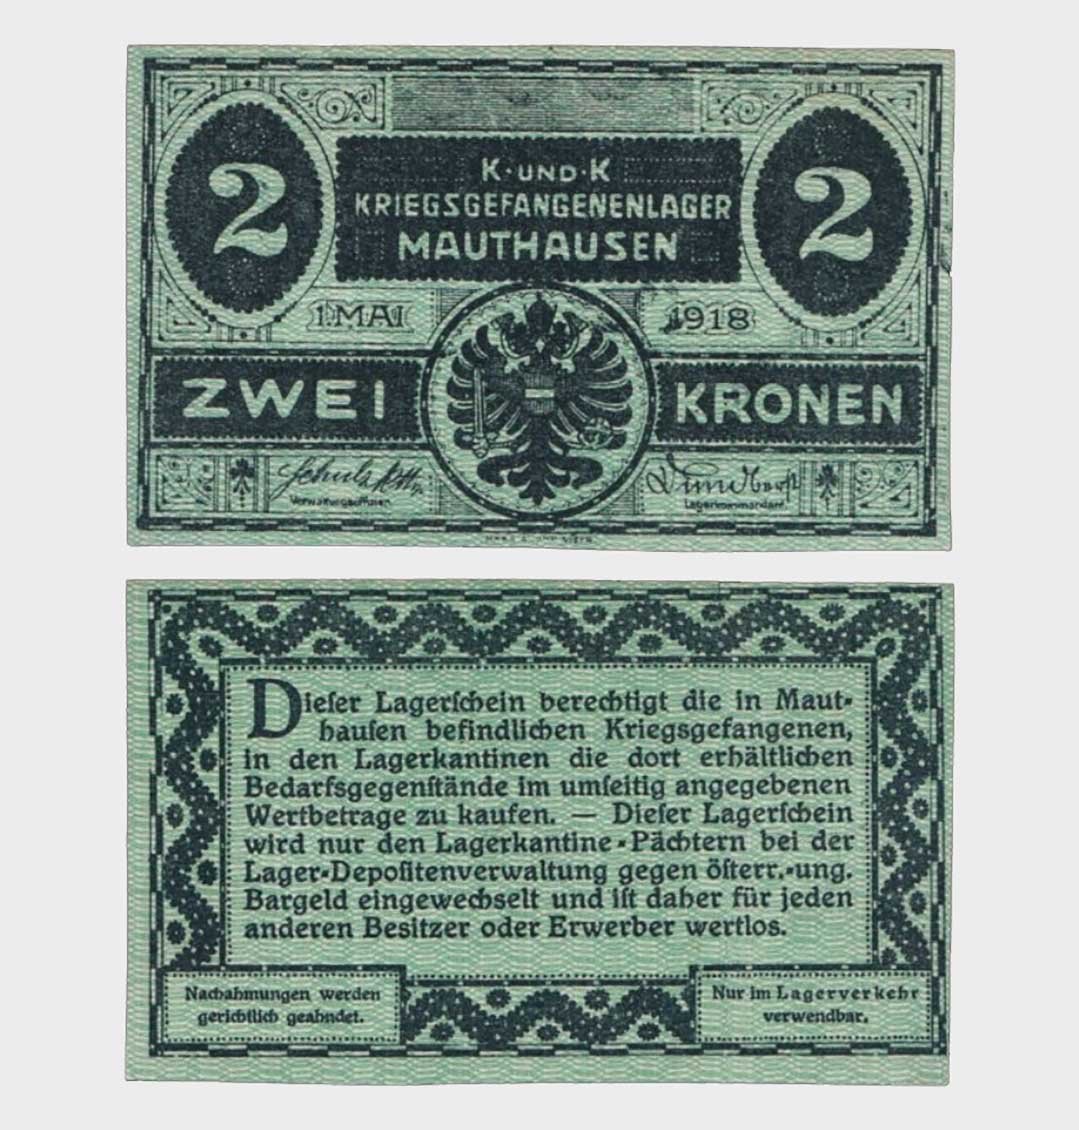 2
2
K·UND·K
KRIEGSGEFANGENENLAGER
MAUTHAUSEN
1.MAI
1918
ZWEI
KRONEN
Lagerkommandant
Dieſer Lagerſchein berechtigt die in Maut-
hauſen befindlichen Kriegsgefangenen,
in den Lagerkantinen die dort erhältlichen
Bedarfsgegenſtände im umſeitig angegebenen
Wertbetrage zu kaufen. — Dieſer Lagerſchein
wird nur den Lagerkantine-Pächtern bei der
Lager-Depoſitenverwaltung gegen öſterr.-ung.
Bargeld eingewechselt und iſt daher für jeden
anderen Besitzer oder Erwerber wertlos.
Nachahmungen werden
gerichtlich geahndet.
Nur im Lagerverkehr
verwendbar.